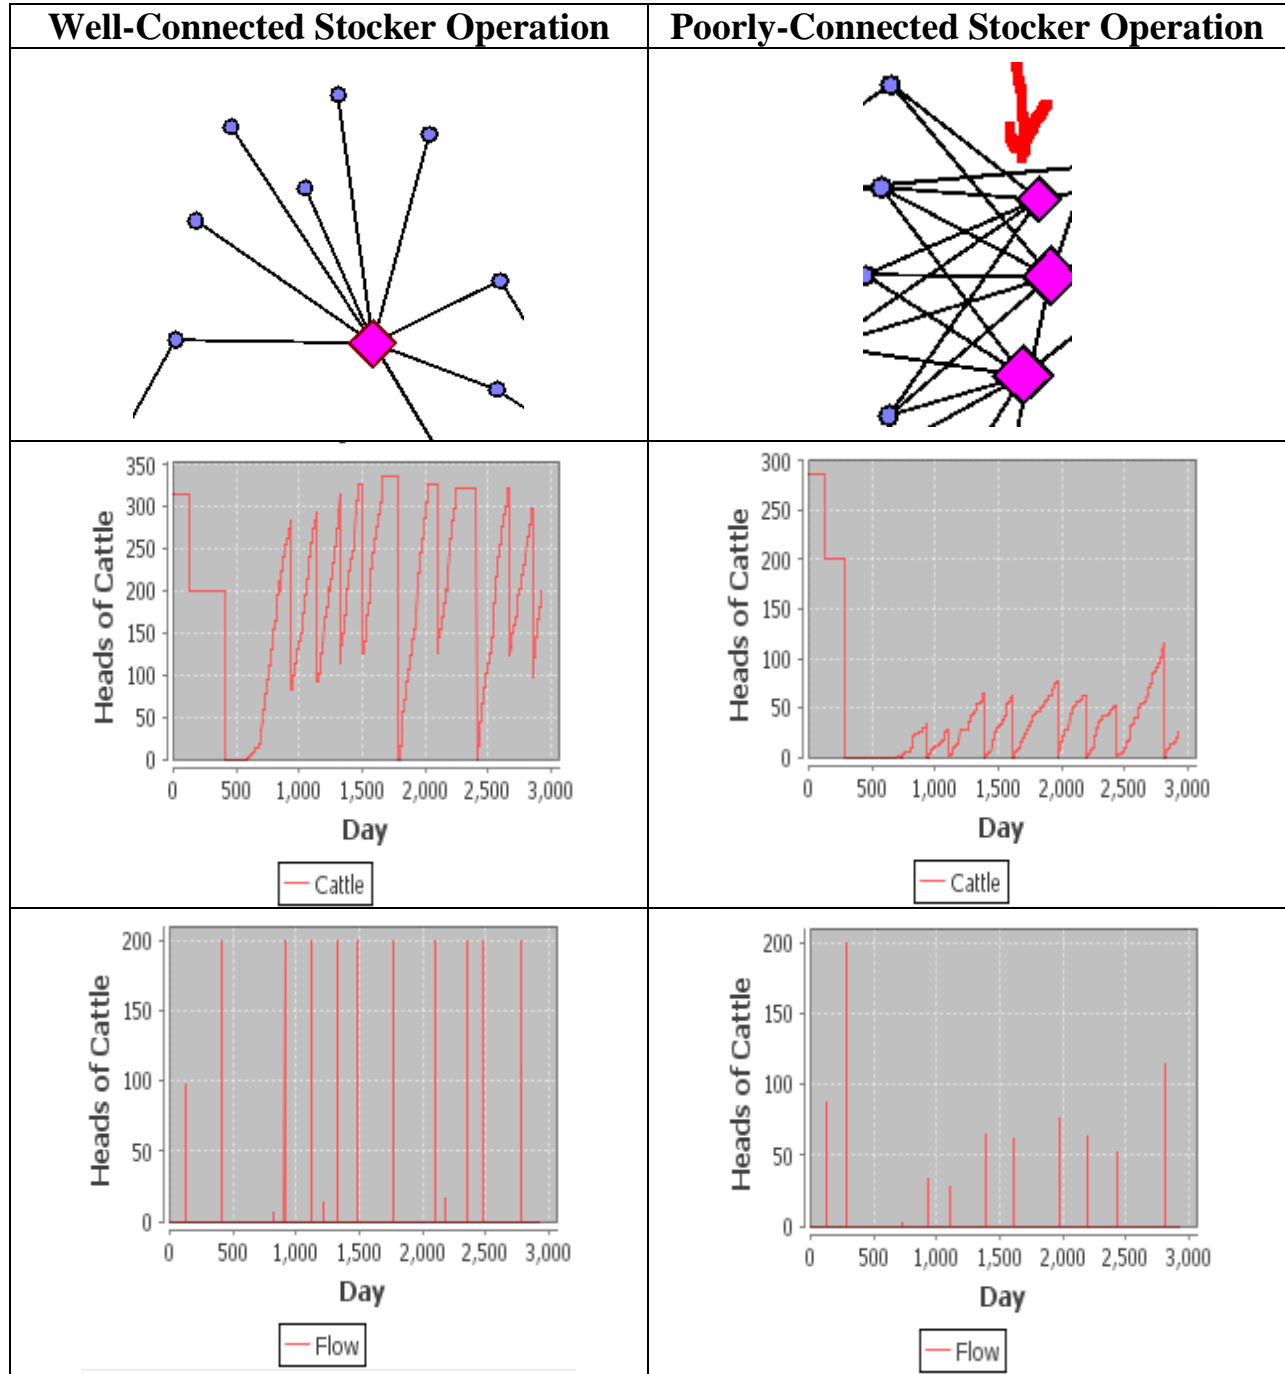 Well-Connected Stocker Operation
Poorly-Connected Stocker Operation
350
300
250
200
150
100
50
0
Heads of Cattle
0 500 1,000 1,500 2,000 2,500 3,000
Day
Cattle
300
250
200
150
100
50
0
Heads of Cattle
0 500 1,000 1,500 2,000 2,500 3,000
Day
Cattle
200
150
100
50
0
Heads of Cattle
0 500 1,000 1,500 2,000 2,500 3,000
Day
Flow
200
150
100
50
0
Heads of Cattle
0 500 1,000 1,500 2,000 2,500 3,000
Day
Flow